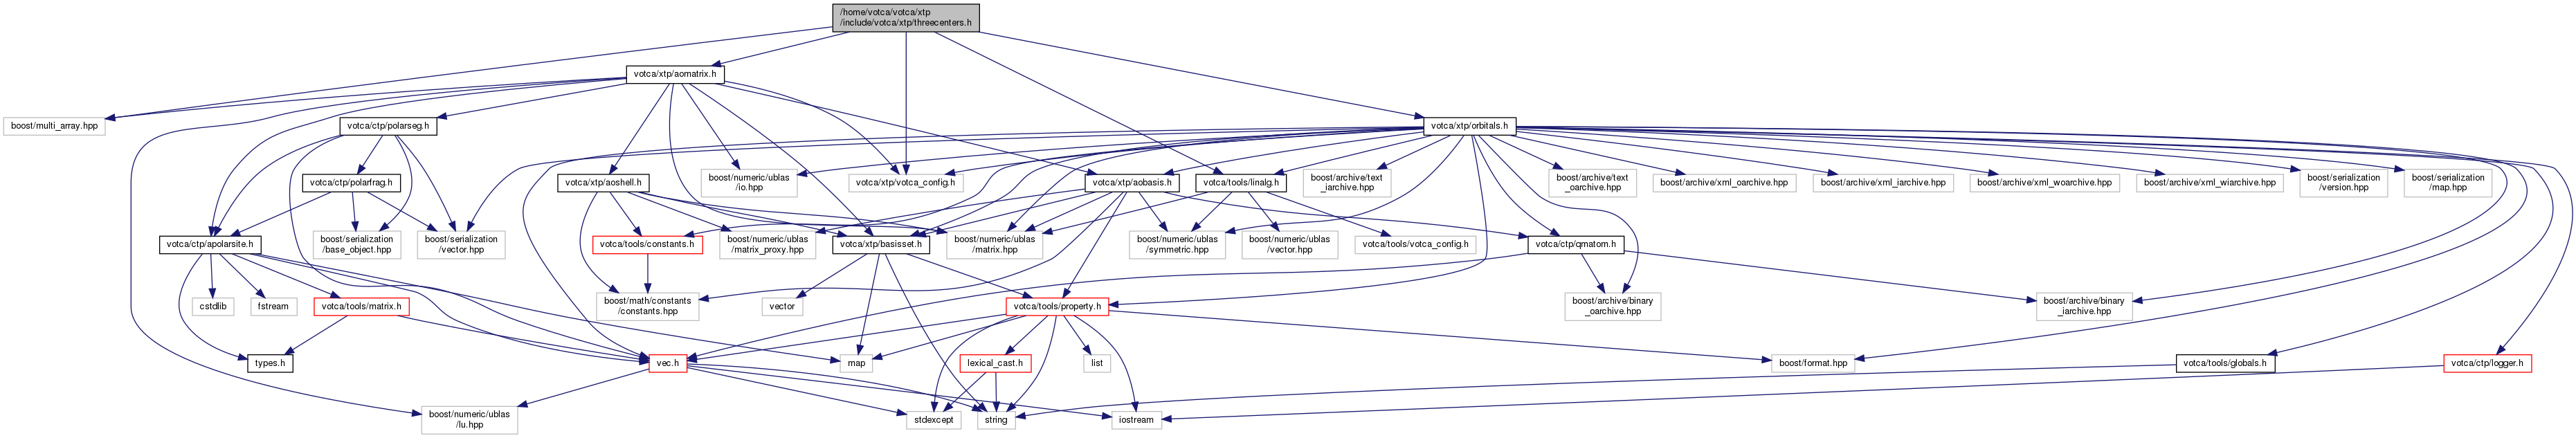 /home/votca/votca/xtp
/include/votca/xtp/threecenters.h
votca/xtp/aomatrix.h
boost/multi_array.hpp
votca/ctp/polarseg.h
votca/xtp/orbitals.h
votca/ctp/polarfrag.h
votca/xtp/aoshell.h
boost/numeric/ublas
/io.hpp
votca/xtp/votca_config.h
votca/xtp/aobasis.h
votca/tools/linalg.h
boost/archive/text
_iarchive.hpp
boost/archive/text
_oarchive.hpp
boost/archive/xml_oarchive.hpp
boost/archive/xml_iarchive.hpp
boost/archive/xml_woarchive.hpp
boost/archive/xml_wiarchive.hpp
boost/serialization
/version.hpp
boost/serialization
/map.hpp
votca/ctp/apolarsite.h
boost/serialization
/base_object.hpp
boost/serialization
/vector.hpp
votca/tools/constants.h
boost/numeric/ublas
/matrix_proxy.hpp
votca/xtp/basisset.h
boost/numeric/ublas
/matrix.hpp
boost/numeric/ublas
/symmetric.hpp
boost/numeric/ublas
/vector.hpp
votca/tools/votca_config.h
votca/ctp/qmatom.h
cstdlib
fstream
votca/tools/matrix.h
boost/math/constants
/constants.hpp
vector
votca/tools/property.h
boost/archive/binary
_oarchive.hpp
boost/archive/binary
_iarchive.hpp
types.h
vec.h
map
lexical_cast.h
list
boost/format.hpp
votca/tools/globals.h
votca/ctp/logger.h
boost/numeric/ublas
/lu.hpp
stdexcept
string
iostream